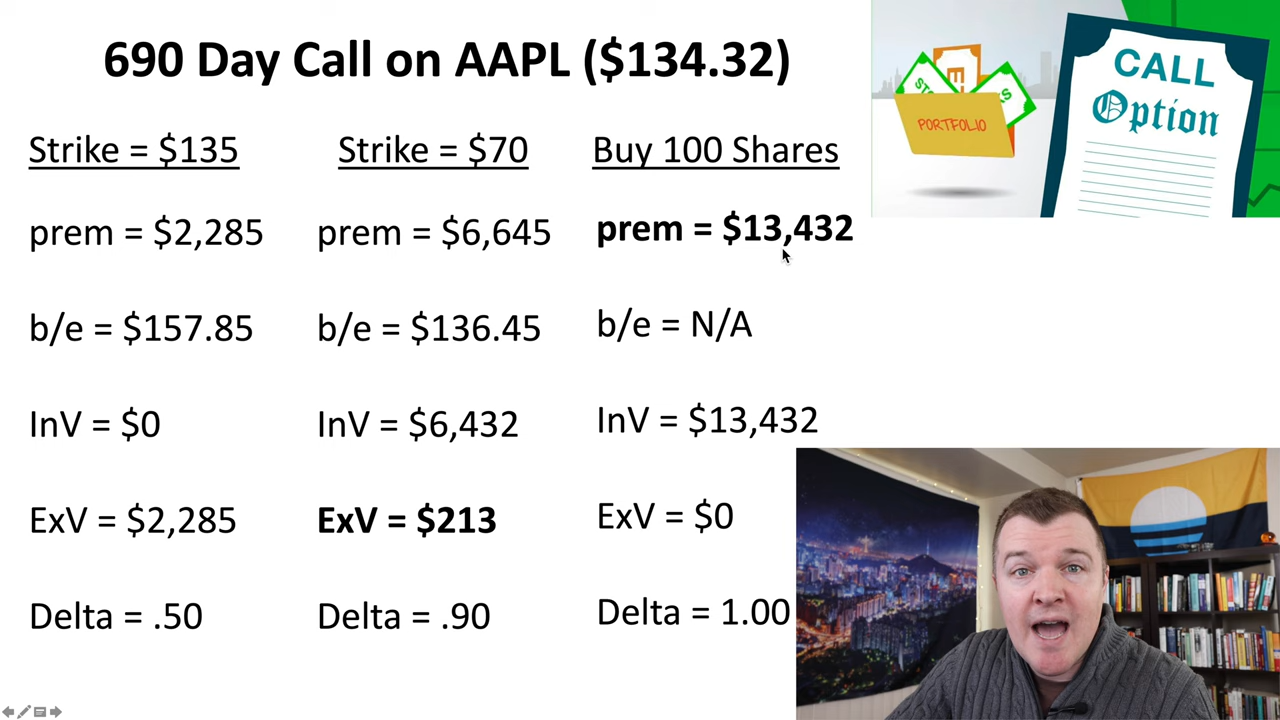 690 Day Call on AAPL ($134.32)
Strike = $135
prem = $2,285
b/e = $157.85
InV = $0
ExV = $2,285
Delta = .50
Strike = $70
prem = $6,645
b/e = $136.45
InV = $6,432
ExV = $213
Delta = .90
Buy 100 Shares
prem = $13,432
b/e = N/A
InV = $13,432
ExV = $0
Delta = 1.00
PORTFOLIO
CALL
Option